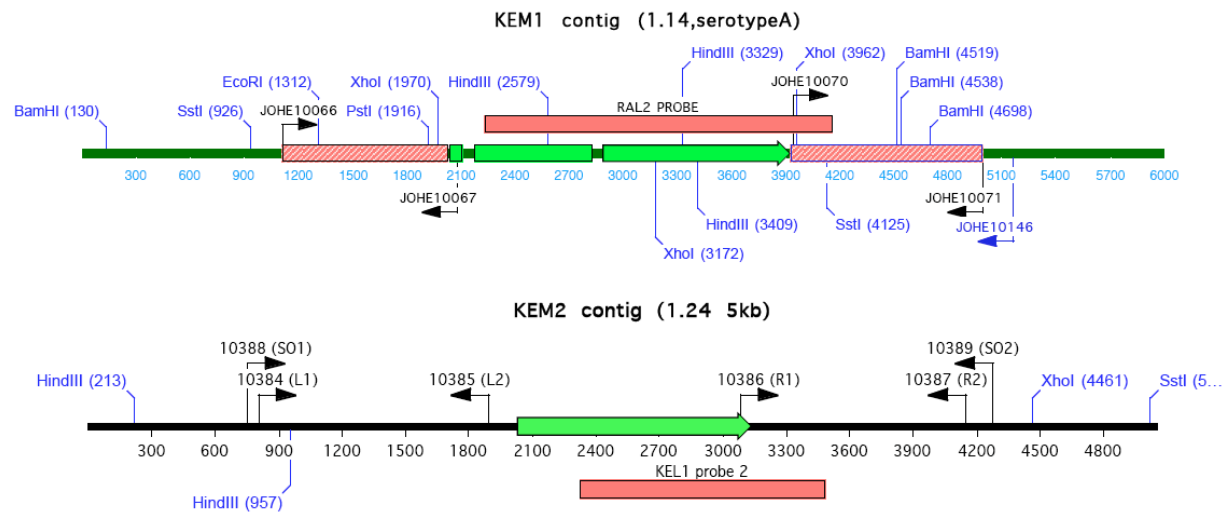 KEM1 contig (1.14,serotypeA)
HindIII (3329) XhoI (3962) BamHI (4519)
EcoRI (1312) XhoI (1970) HindIII (2579) JOHE10070 BamHI (4538)
BamHI (130) SstI (926) JOHE10066 PstI (1916) RAL2 PROBE BamHI (4698)
300 600 900 1200 1500 1800 2100 2400 2700 3000 3300 3600 3900 4200 4500 4800 5100 5400 5700 6000
JOHE10067 JOHE10071
HindIII (3409) SstI (4125) JOHE10146
XhoI (3172)
KEM2 contig (1.24 5kb)
10388 (SO1) 10389 (SO2)
HindIII (213) 10384 (L1) 10385 (L2) 10386 (R1) 10387 (R2) XhoI (4461) SstI (5...
300 600 900 1200 1500 1800 2100 2400 2700 3000 3300 3600 3900 4200 4500 4800
KEL1 probe 2
HindIII (957)